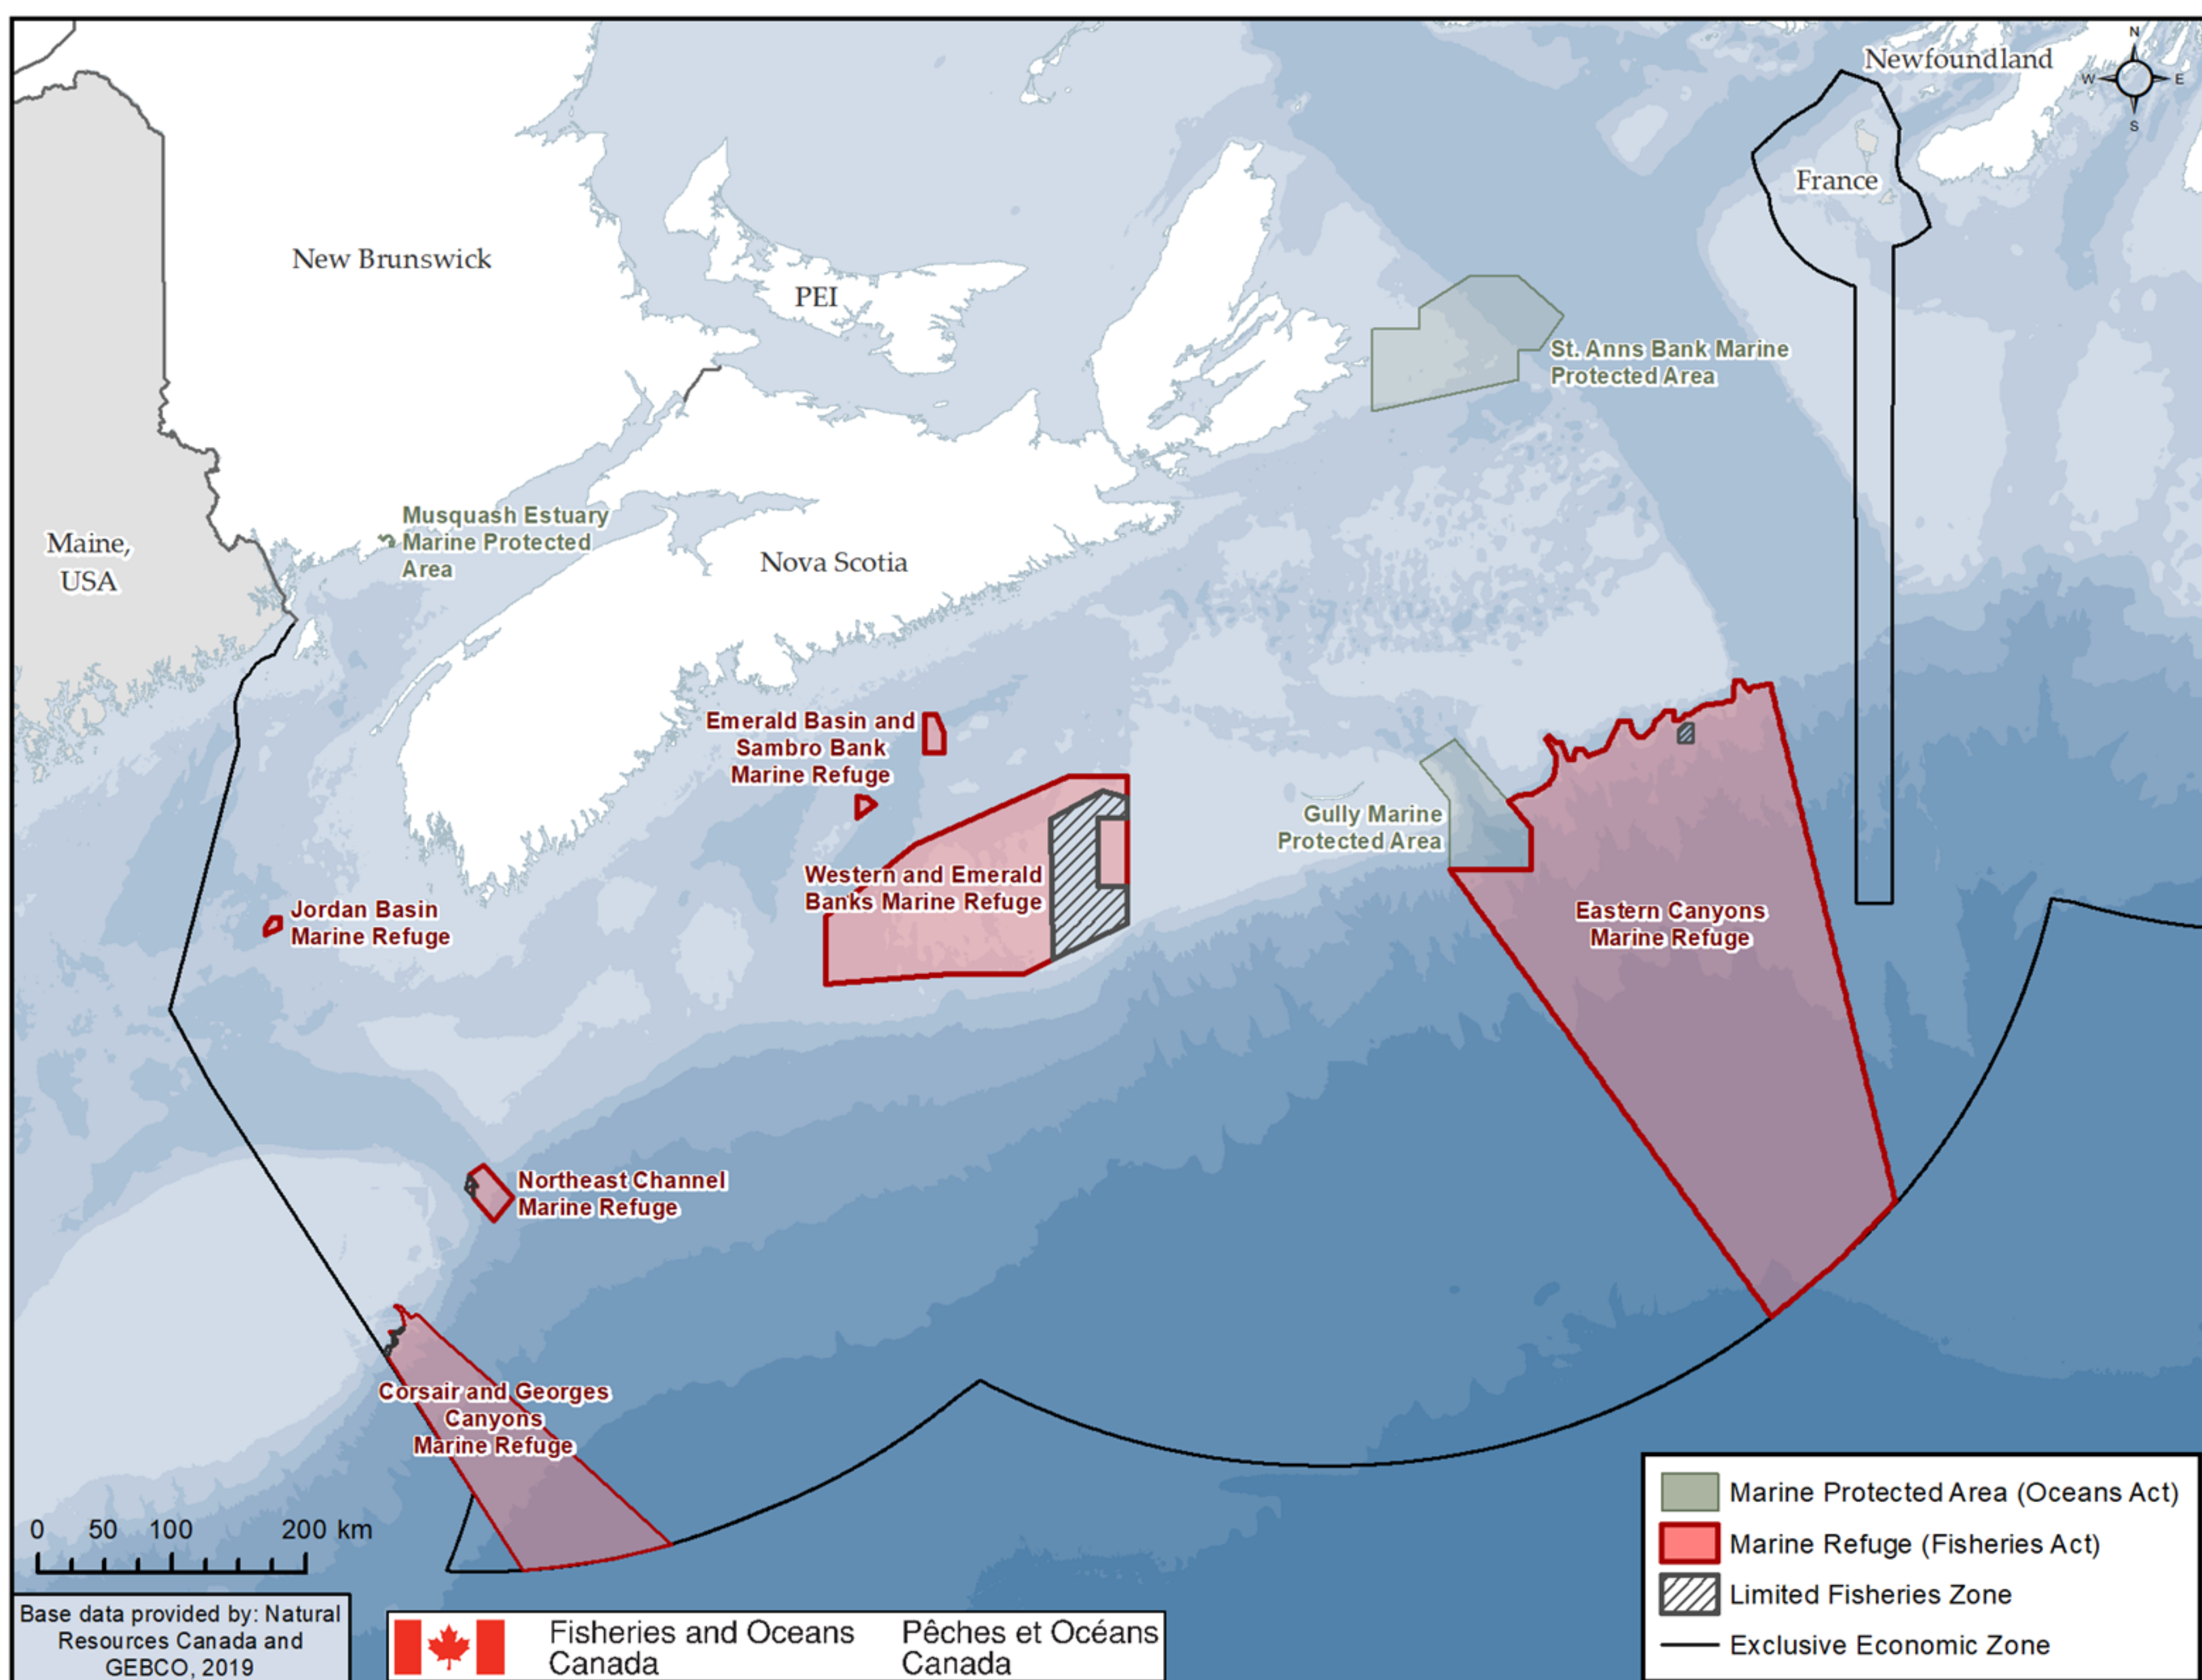 Newfoundland
N
W
E
S
France
New Brunswick
PEI
St. Anns Bank Marine
Protected Area
Musquash Estuary
Marine Protected
Area
Maine,
USA
Nova Scotia
Emerald Basin and
Sambro Bank
Marine Refuge
Gully Marine
Protected Area
Western and Emerald
Banks Marine Refuge
Jordan Basin
Marine Refuge
Eastern Canyons
Marine Refuge
Northeast Channel
Marine Refuge
Corsair and Georges
Canyons
Marine Refuge
0 50 100 200 km
Base data provided by: Natural
Resources Canada and
GEBCO, 2019
Fisheries and Oceans
Canada
Pêches et Océans
Canada
Marine Protected Area (Oceans Act)
Marine Refuge (Fisheries Act)
Limited Fisheries Zone
Exclusive Economic Zone